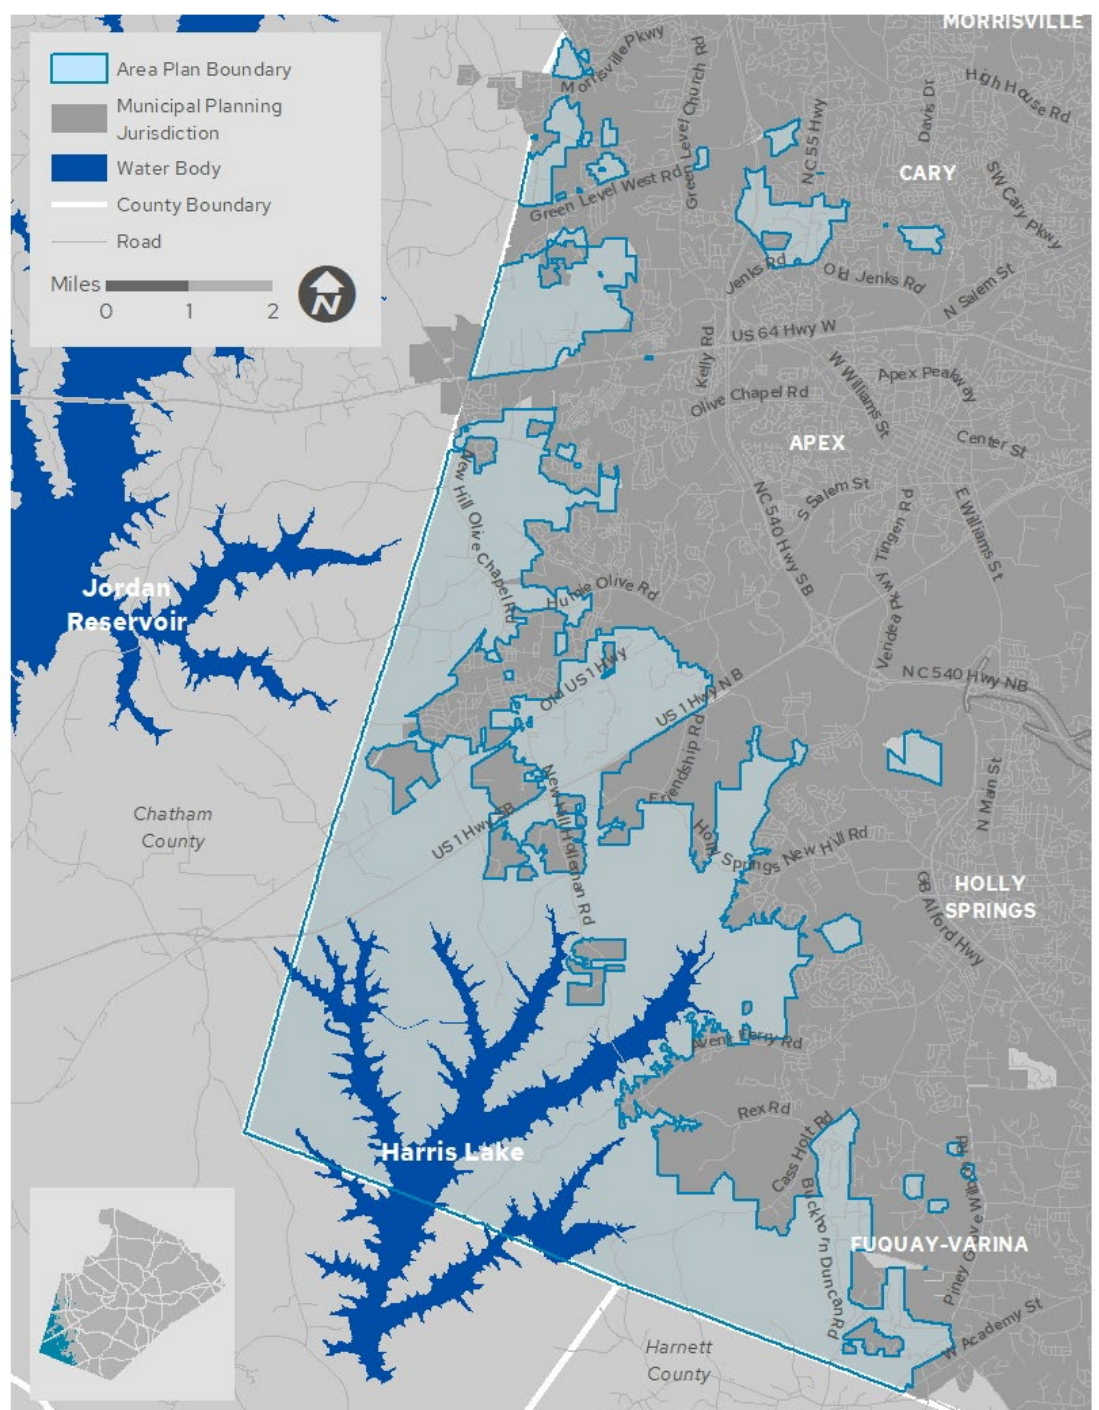 MORRISVILLE
Area Plan Boundary
Municipal Planning
Jurisdiction
Water Body
County Boundary
Road
Miles
0 1 2
N
Morrisville Pkwy
Green Level Church Rd
High House Rd
Davis Dr
NC 55 Hwy
CARY
SW Cary Pkwy
Green Level West Rd
Jenks Rd
Old Jenks Rd
N Salem St
US 64 Hwy W
Kelly Rd
W Williams St
Apex Peakway
Olive Chapel Rd
APEX
Center St
New Hill Olive Chapel Rd
NC 540 Hwy SB
S Salem St
Tingen Rd
E Williams St
Jordan
Reservoir
Humie Olive Rd
Veridea Pkwy
Old US 1 Hwy
US 1 Hwy NB
NC 540 Hwy NB
Friendship Rd
N Main St
Chatham
County
US 1 Hwy SB
New Hill Holleman Rd
Holly Springs New Hill Rd
HOLLY
SPRINGS
GB Alford Hwy
Avent Ferry Rd
Rex Rd
Cass Holt Rd
Harris Lake
Buckhorn Duncan Rd
Piney Grove Wilbon Rd
FUQUAY-VARINA
W Academy St
Harnett
County